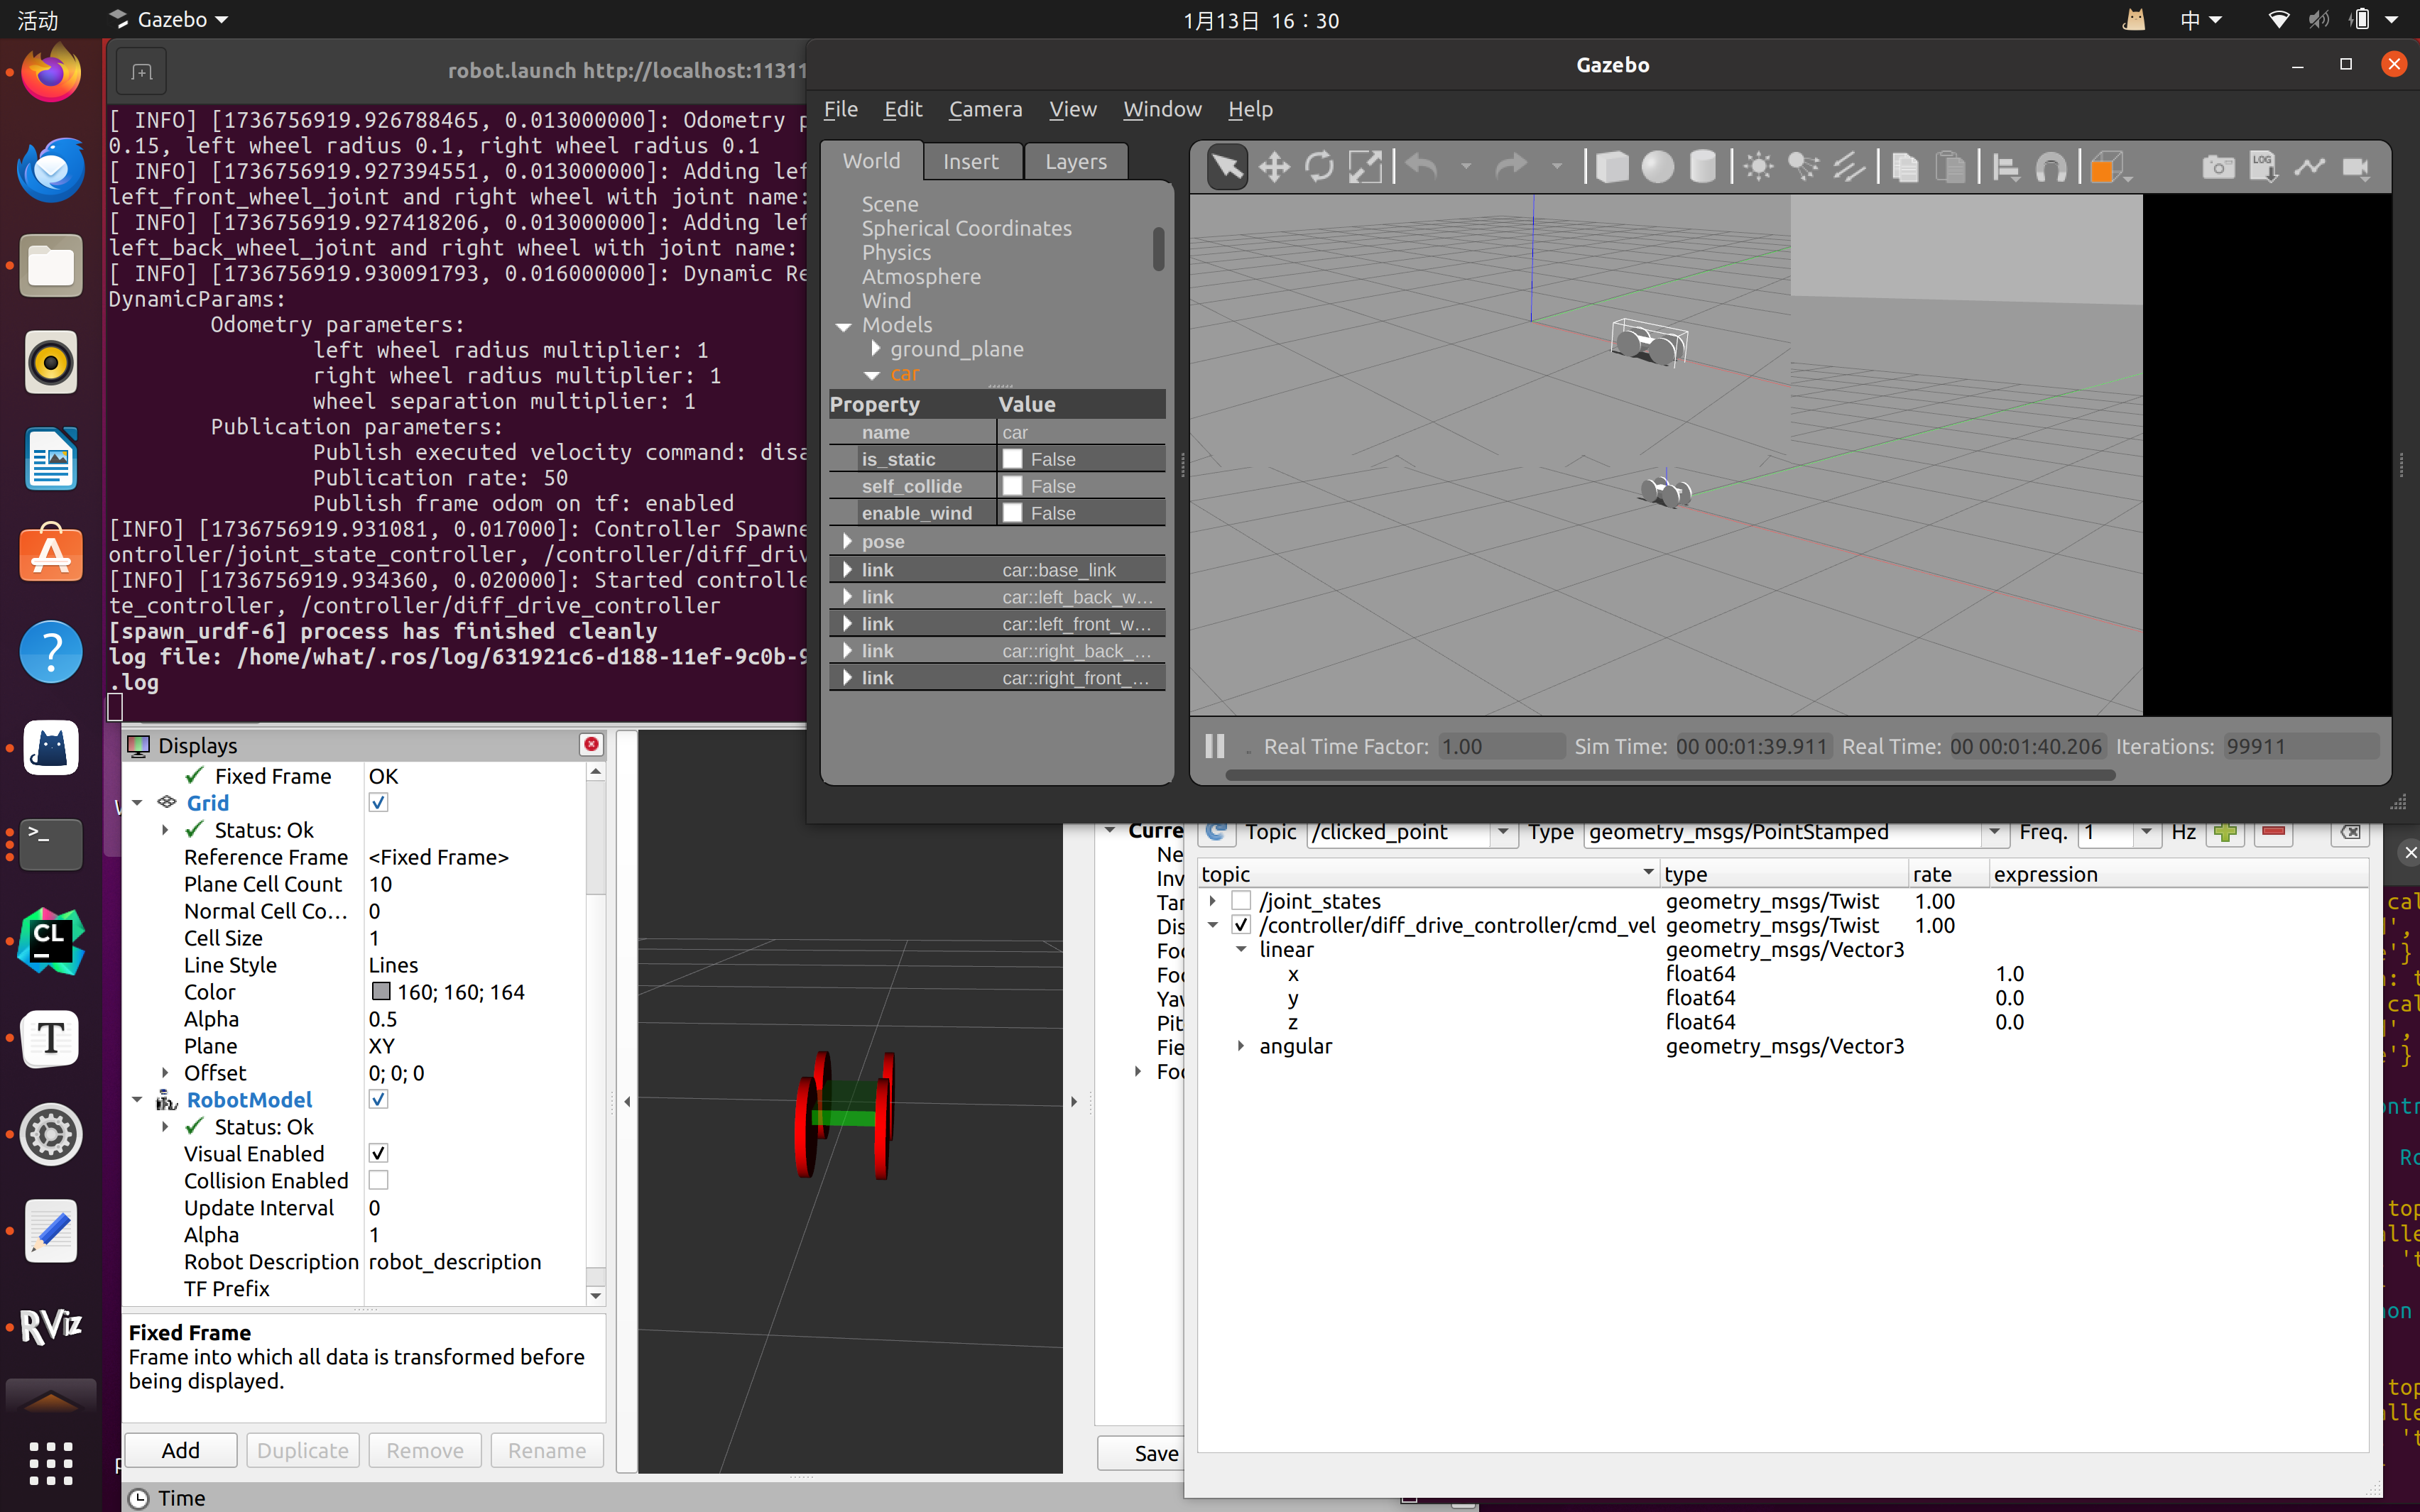 活动
Gazebo
1月13日 16：30
中
robot.launch http://localhost:11311
[ INFO] [1736756919.926788465, 0.013000000]: Odometry p
0.15, left wheel radius 0.1, right wheel radius 0.1
[ INFO] [1736756919.927394551, 0.013000000]: Adding lef
left_front_wheel_joint and right wheel with joint name:
[ INFO] [1736756919.927418206, 0.013000000]: Adding lef
left_back_wheel_joint and right wheel with joint name:
[ INFO] [1736756919.930091793, 0.016000000]: Dynamic Re
DynamicParams:
Odometry parameters:
left wheel radius multiplier: 1
right wheel radius multiplier: 1
wheel separation multiplier: 1
Publication parameters:
Publish executed velocity command: disa
Publication rate: 50
Publish frame odom on tf: enabled
[INFO] [1736756919.931081, 0.017000]: Controller Spawne
ontroller/joint_state_controller, /controller/diff_driv
[INFO] [1736756919.934360, 0.020000]: Started controlle
te_controller, /controller/diff_drive_controller
[spawn_urdf-6] process has finished cleanly
log file: /home/what/.ros/log/631921c6-d188-11ef-9c0b-9
.log
Gazebo
File Edit Camera View Window Help
World Insert Layers
Scene
Spherical Coordinates
Physics
Atmosphere
Wind
Models
ground_plane
car
Property Value
name car
is_static False
self_collide False
enable_wind False
pose
link car::base_link
link car::left_back_w...
link car::left_front_w...
link car::right_back_...
link car::right_front_...
LOG
Real Time Factor: 1.00 Sim Time: 00 00:01:39.911 Real Time: 00 00:01:40.206 Iterations: 99911
Displays
Fixed Frame OK
Grid
Status: Ok
Reference Frame <Fixed Frame>
Plane Cell Count 10
Normal Cell Co... 0
Cell Size 1
Line Style Lines
Color 160; 160; 164
Alpha 0.5
Plane XY
Offset 0; 0; 0
RobotModel
Status: Ok
Visual Enabled
Collision Enabled
Update Interval 0
Alpha 1
Robot Description robot_description
TF Prefix
Fixed Frame
Frame into which all data is transformed before
being displayed.
Add Duplicate Remove Rename
Time
Curre
Ne
Inv
Tar
Dis
Foc
Foc
Yaw
Pit
Fie
Foc
Save
Topic /clicked_point Type geometry_msgs/PointStamped Freq. 1 Hz
topic type rate expression
/joint_states geometry_msgs/Twist 1.00
/controller/diff_drive_controller/cmd_vel geometry_msgs/Twist 1.00
linear geometry_msgs/Vector3
x float64 1.0
y float64 0.0
z float64 0.0
angular geometry_msgs/Vector3
cal
',
e'}
: t
cal
',
e'}
ontr
Ro
top
lle
't
on
top
lle
't
CL
T
RViz